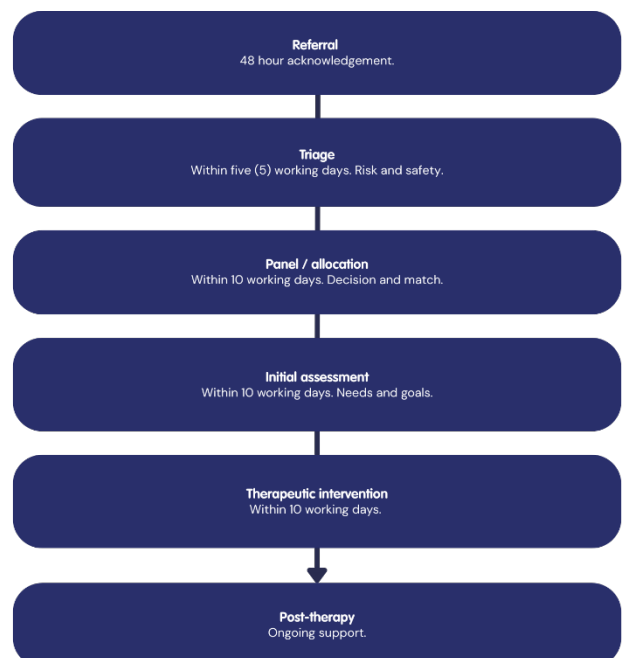 Referral
48 hour acknowledgement.
Triage
Within five (5) working days. Risk and safety.
Panel / allocation
Within 10 working days. Decision and match.
Initial assessment
Within 10 working days. Needs and goals.
Therapeutic intervention
Within 10 working days.
Post-therapy
Ongoing support.